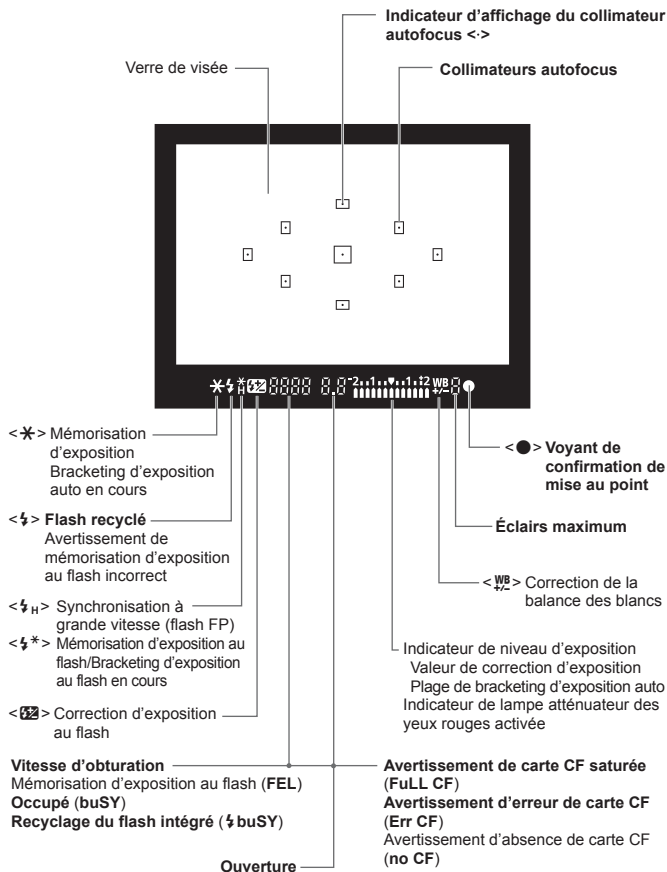 Indicateur d'affichage du collimateur
autofocus <·>
Verre de visée
Collimateurs autofocus
-2..1..▼..1..+2 WB
+/-
<✱> Mémorisation
d'exposition
Bracketing d'exposition
auto en cours
<⚡> Flash recyclé
Avertissement de
mémorisation d'exposition
au flash incorrect
<⚡H> Synchronisation à
grande vitesse (flash FP)
<⚡*> Mémorisation d'exposition au
flash/Bracketing d'exposition
au flash en cours
<⚡±> Correction d'exposition
au flash
Vitesse d'obturation
Mémorisation d'exposition au flash (FEL)
Occupé (buSY)
Recyclage du flash intégré (⚡buSY)
Ouverture
<●> Voyant de
confirmation de
mise au point
Éclairs maximum
<WB+/-> Correction de la
balance des blancs
Indicateur de niveau d'exposition
Valeur de correction d'exposition
Plage de bracketing d'exposition auto
Indicateur de lampe atténuateur des
yeux rouges activée
Avertissement de carte CF saturée
(FuLL CF)
Avertissement d'erreur de carte CF
(Err CF)
Avertissement d'absence de carte CF
(no CF)